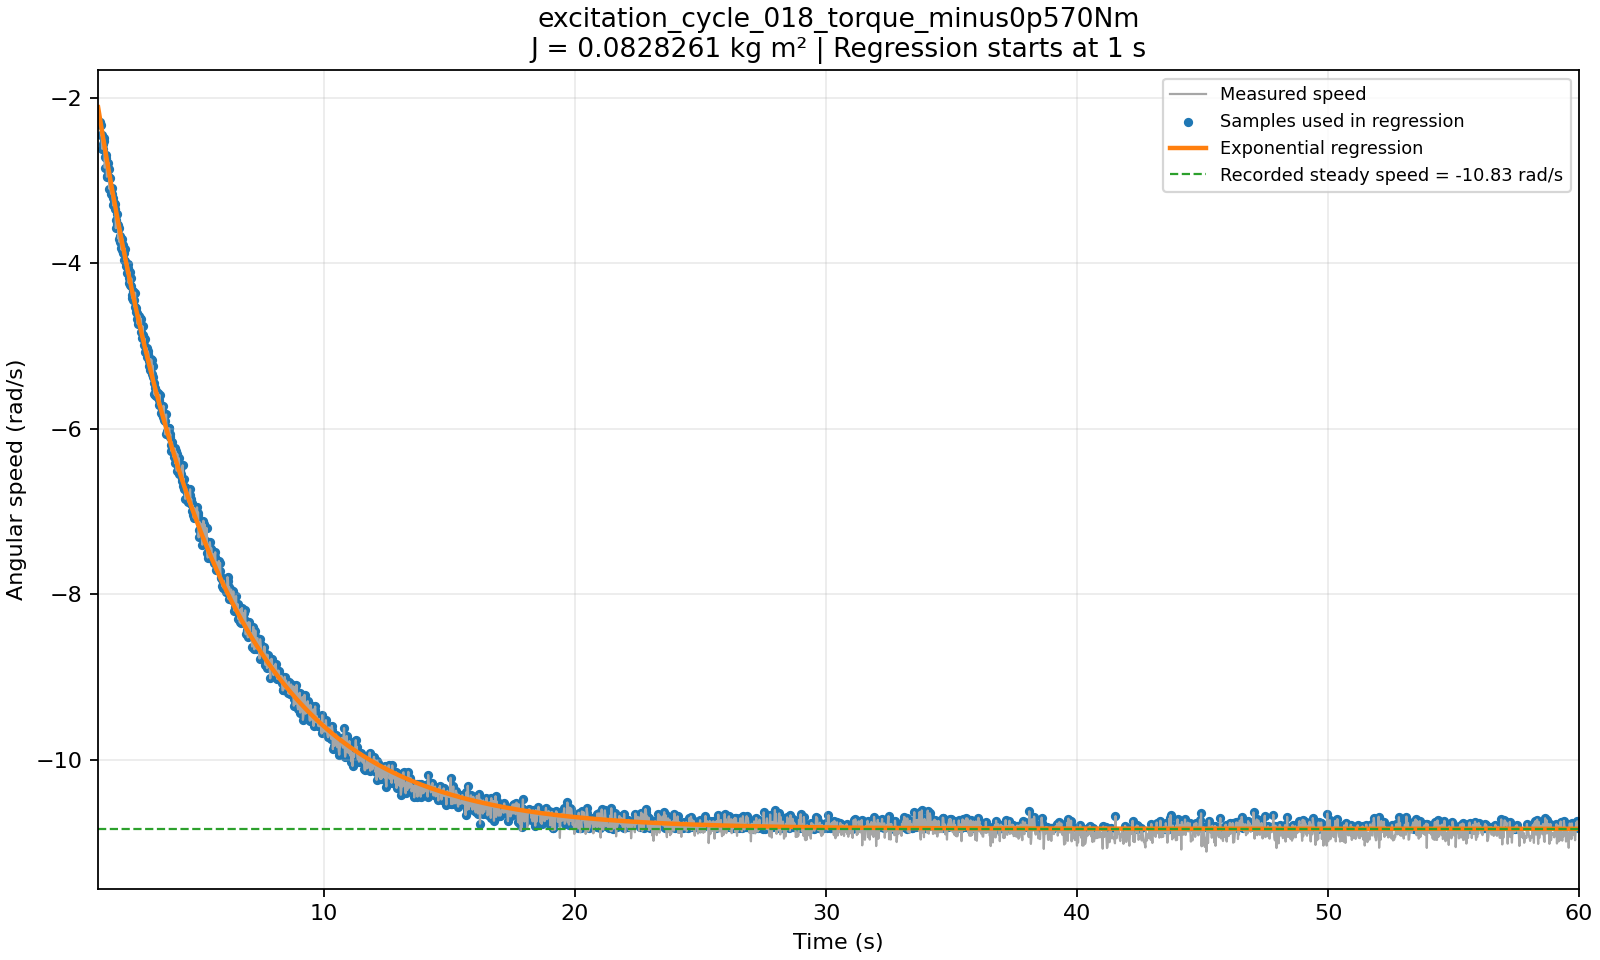 excitation_cycle_018_torque_minus0p570Nm
J = 0.0828261 kg m² | Regression starts at 1 s
Measured speed
Samples used in regression
Exponential regression
Recorded steady speed = -10.83 rad/s
Angular speed (rad/s)
−2
−4
−6
−8
−10
10 20 30 40 50 60
Time (s)